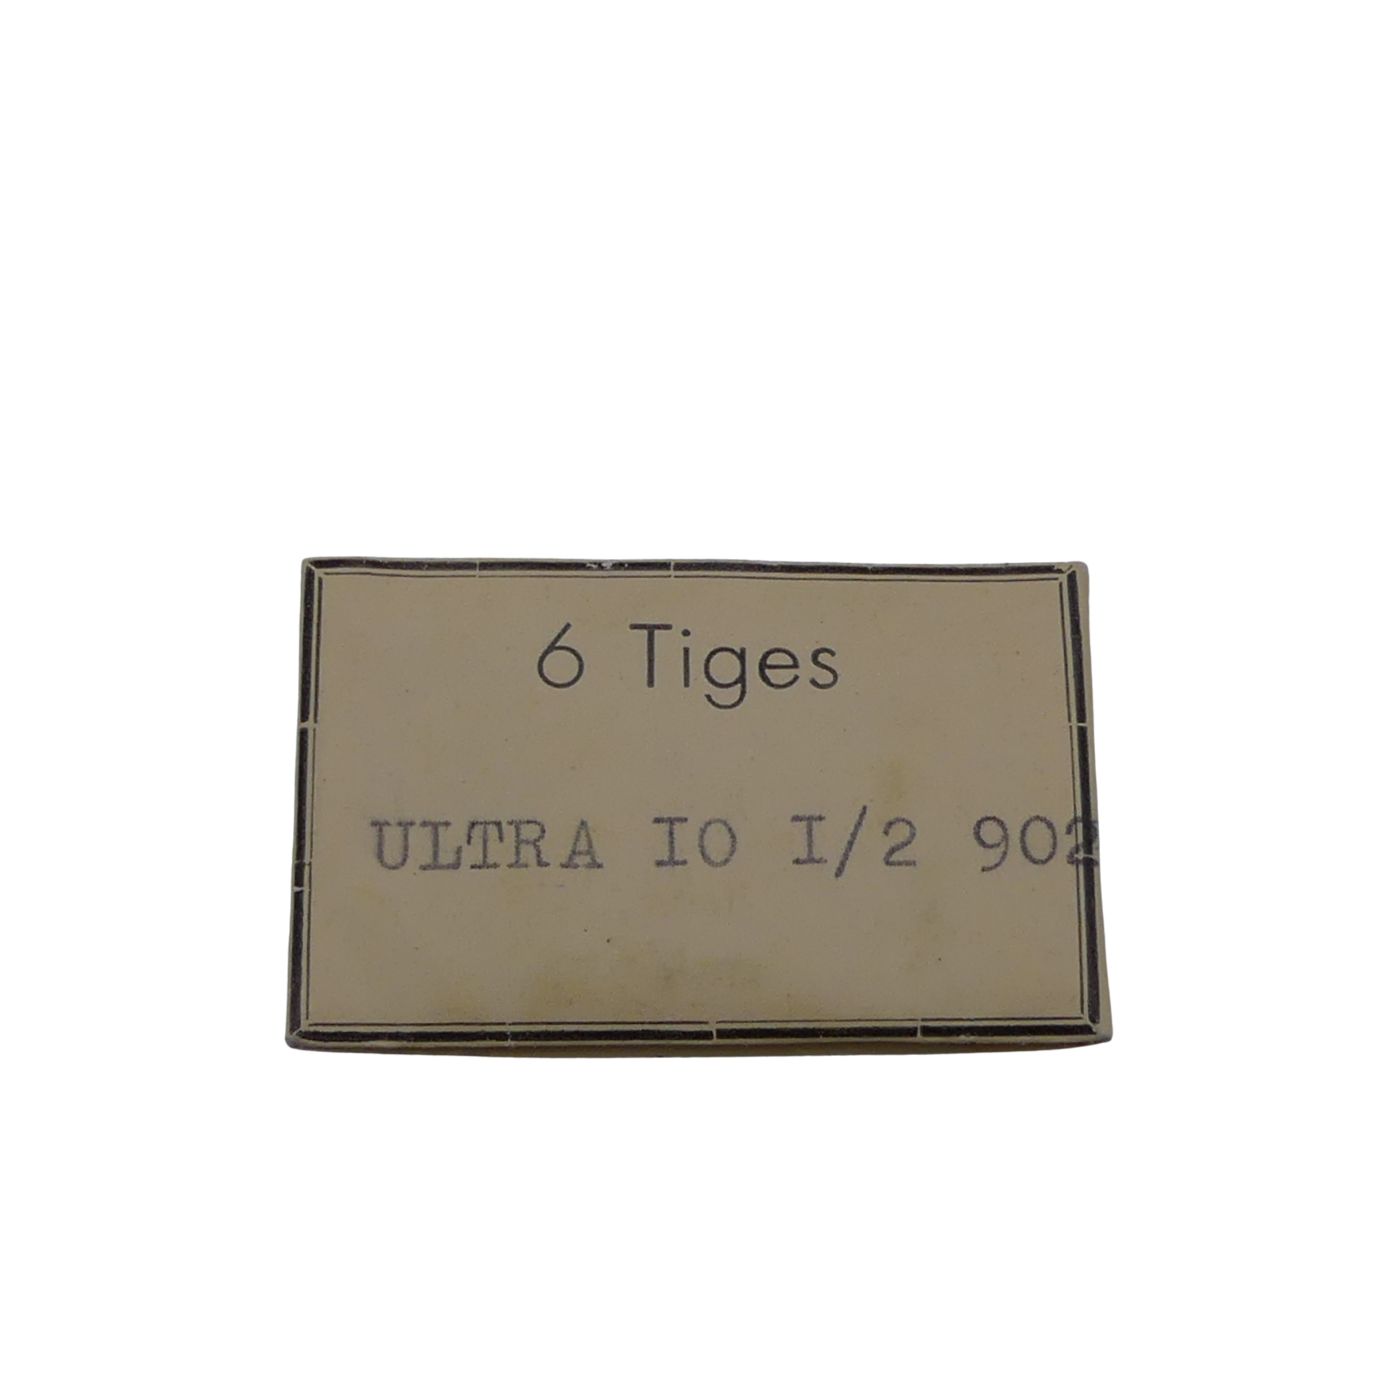 6 Tiges
ULTRA IO I/2 902